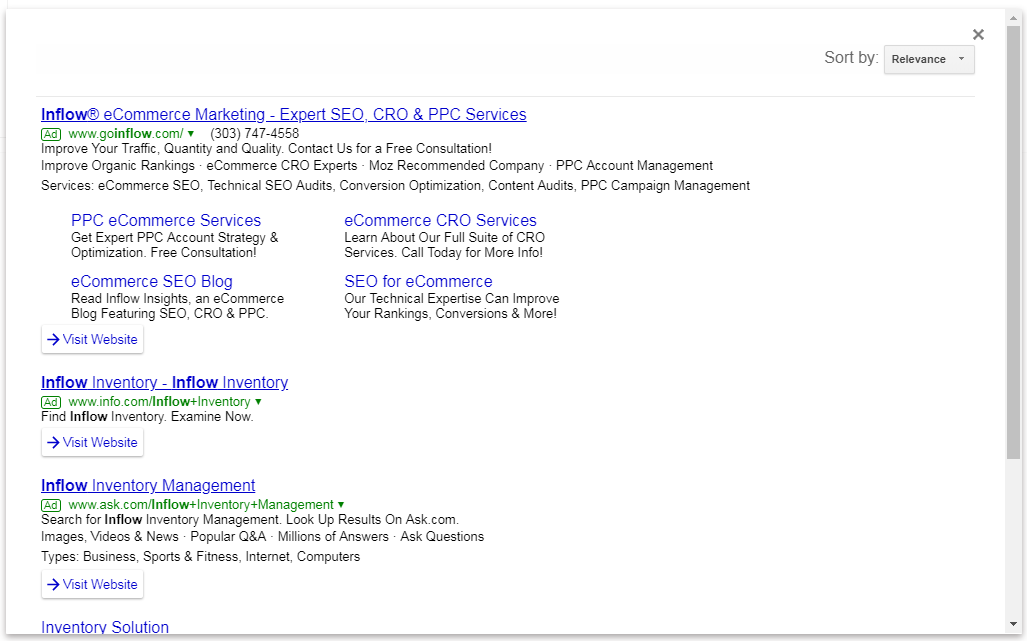 Sort by: Relevance
Inflow® eCommerce Marketing - Expert SEO, CRO & PPC Services
Ad www.goinflow.com/ (303) 747-4558
Improve Your Traffic, Quantity and Quality. Contact Us for a Free Consultation!
Improve Organic Rankings · eCommerce CRO Experts · Moz Recommended Company · PPC Account Management
Services: eCommerce SEO, Technical SEO Audits, Conversion Optimization, Content Audits, PPC Campaign Management
PPC eCommerce Services
Get Expert PPC Account Strategy &
Optimization. Free Consultation!
eCommerce CRO Services
Learn About Our Full Suite of CRO
Services. Call Today for More Info!
eCommerce SEO Blog
Read Inflow Insights, an eCommerce
Blog Featuring SEO, CRO & PPC.
SEO for eCommerce
Our Technical Expertise Can Improve
Your Rankings, Conversions & More!
Visit Website
Inflow Inventory - Inflow Inventory
Ad www.info.com/Inflow+Inventory
Find Inflow Inventory. Examine Now.
Visit Website
Inflow Inventory Management
Ad www.ask.com/Inflow+Inventory+Management
Search for Inflow Inventory Management. Look Up Results On Ask.com.
Images, Videos & News · Popular Q&A · Millions of Answers · Ask Questions
Types: Business, Sports & Fitness, Internet, Computers
Visit Website
Inventory Solution